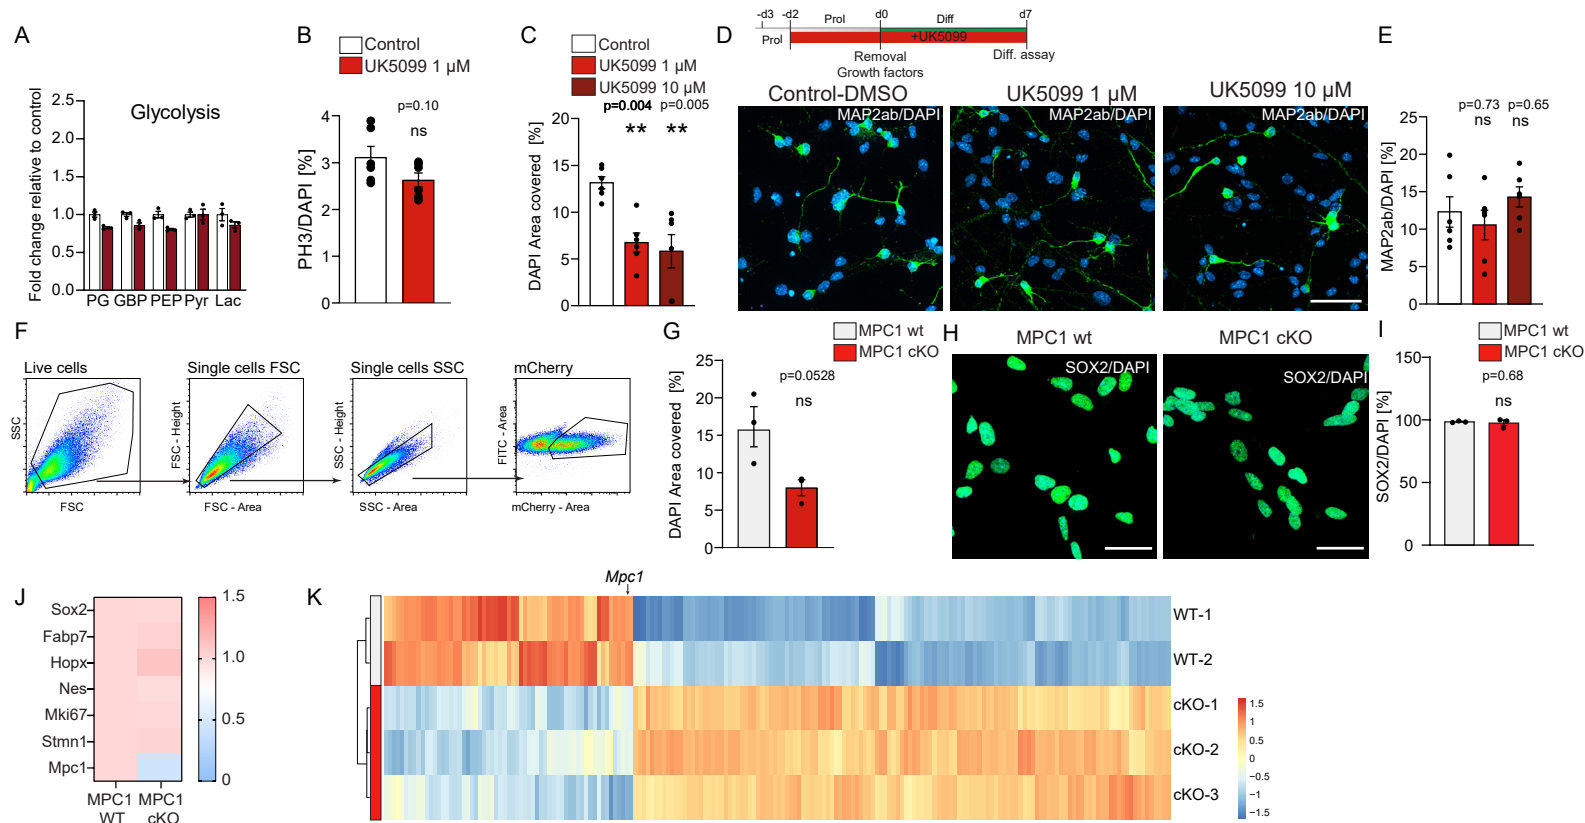 A
Glycolysis
Fold change relative to control
2.5
2.0
1.5
1.0
0.5
0.0
PG GBP PEP Pyr Lac
B
Control
UK5099 1 µM
p=0.10
ns
PH3/DAPI [%]
4
3
2
1
0
C
Control
UK5099 1 µM
UK5099 10 µM
p=0.004 p=0.005
** **
DAPI Area covered [%]
20
15
10
5
0
D
-d3 -d2 d0 d7
Prol Diff
Prol +UK5099
Removal
Growth factors
Diff. assay
Control-DMSO
MAP2ab/DAPI
UK5099 1 µM
MAP2ab/DAPI
UK5099 10 µM
MAP2ab/DAPI
E
p=0.73 p=0.65
ns ns
MAP2ab/DAPI [%]
25
20
15
10
5
0
F
Live cells
SSC
FSC
Single cells FSC
FSC - Height
FSC - Area
Single cells SSC
SSC - Height
SSC - Area
mCherry
FITC - Area
mCherry - Area
G
MPC1 wt
MPC1 cKO
p=0.0528
ns
DAPI Area covered [%]
25
20
15
10
5
0
H
MPC1 wt
SOX2/DAPI
MPC1 cKO
SOX2/DAPI
I
MPC1 wt
MPC1 cKO
p=0.68
ns
SOX2/DAPI [%]
150
100
50
0
J
Sox2
Fabp7
Hopx
Nes
Mki67
Stmn1
Mpc1
MPC1
WT
MPC1
cKO
1.5
1.0
0.5
0
K
Mpc1
WT-1
WT-2
cKO-1
cKO-2
cKO-3
1.5
1
0.5
0
−0.5
−1
−1.5